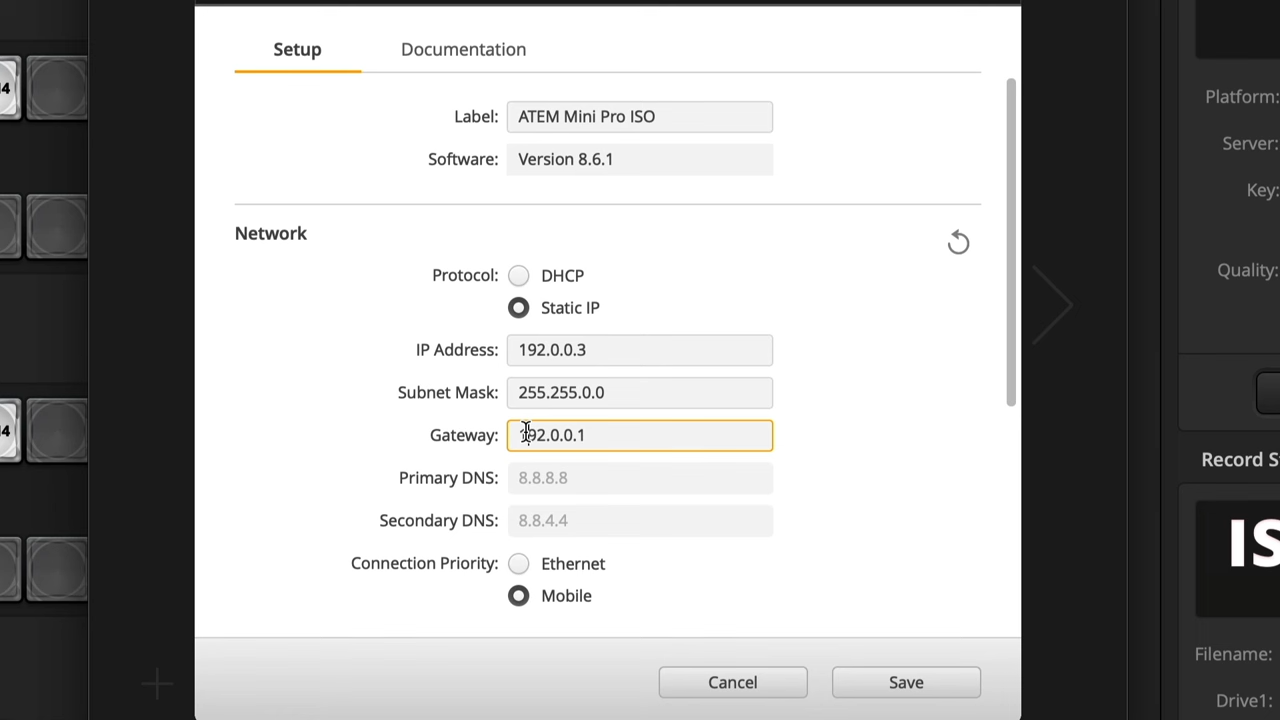 Setup Documentation
Label: ATEM Mini Pro ISO
Software: Version 8.6.1
Network
Protocol: DHCP
Static IP
IP Address: 192.0.0.3
Subnet Mask: 255.255.0.0
Gateway: 192.0.0.1
Primary DNS: 8.8.8.8
Secondary DNS: 8.8.4.4
Connection Priority: Ethernet
Mobile
Cancel Save
Platform:
Server:
Key:
Quality:
Record S
IS
Filename:
Drive1: